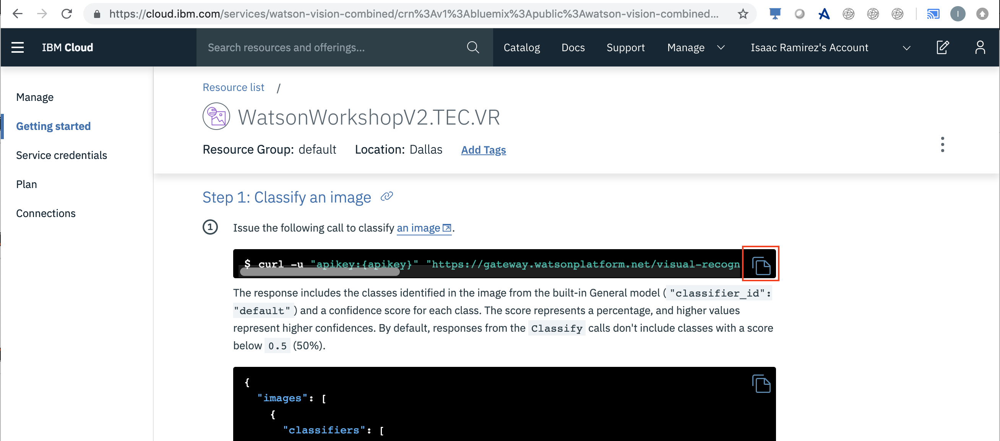 https://cloud.ibm.com/services/watson-vision-combined/crn%3Av1%3Abluemix%3Apublic%3Awatson-vision-combined...
I
IBM Cloud
Search resources and offerings...
Catalog
Docs
Support
Manage
Isaac Ramirez's Account
Manage
Getting started
Service credentials
Plan
Connections
Resource list /
WatsonWorkshopV2.TEC.VR
Resource Group: default Location: Dallas Add Tags
Step 1: Classify an image
1 Issue the following call to classify an image.
$ curl -u "apikey:{apikey}" "https://gateway.watsonplatform.net/visual-recogn
The response includes the classes identified in the image from the built-in General model ( "classifier_id":
"default" ) and a confidence score for each class. The score represents a percentage, and higher values
represent higher confidences. By default, responses from the Classify calls don't include classes with a score
below 0.5 (50%).
{
"images": [
{
"classifiers": [